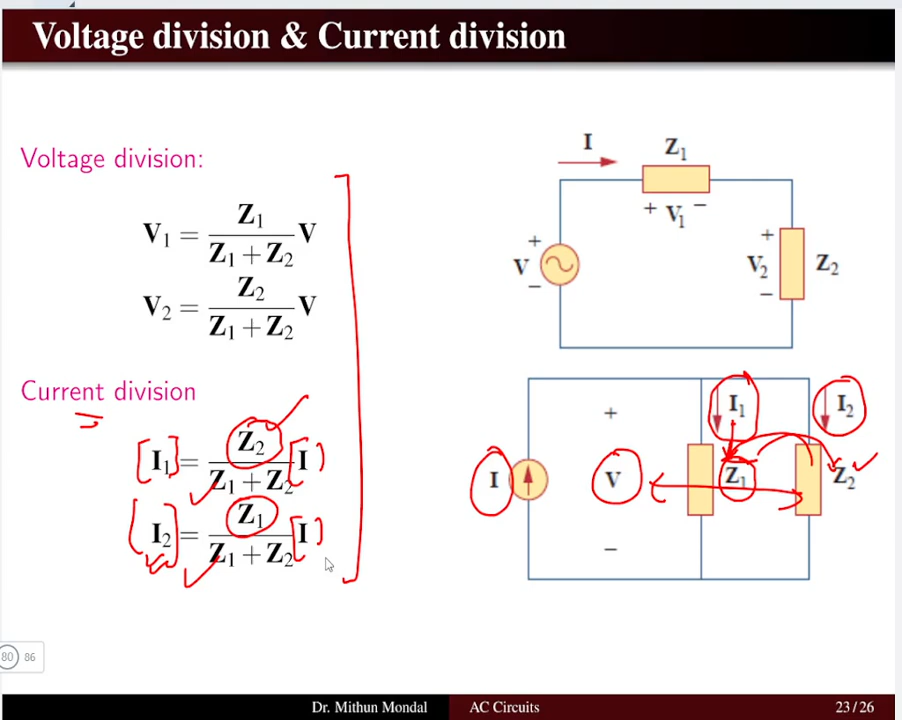 Voltage division & Current division
Voltage division:
V₁ = Z₁ / (Z₁ + Z₂) V
V₂ = Z₂ / (Z₁ + Z₂) V
Current division
[I₁] = Z₂ / (Z₁ + Z₂) [I]
[I₂] = Z₁ / (Z₁ + Z₂) [I]
I
Z₁
+ V₁ −
+
V
−
+
V₂
−
Z₂
I
+
V
−
I₁
Z₁
I₂
Z₂
80 86
Dr. Mithun Mondal AC Circuits 23 / 26